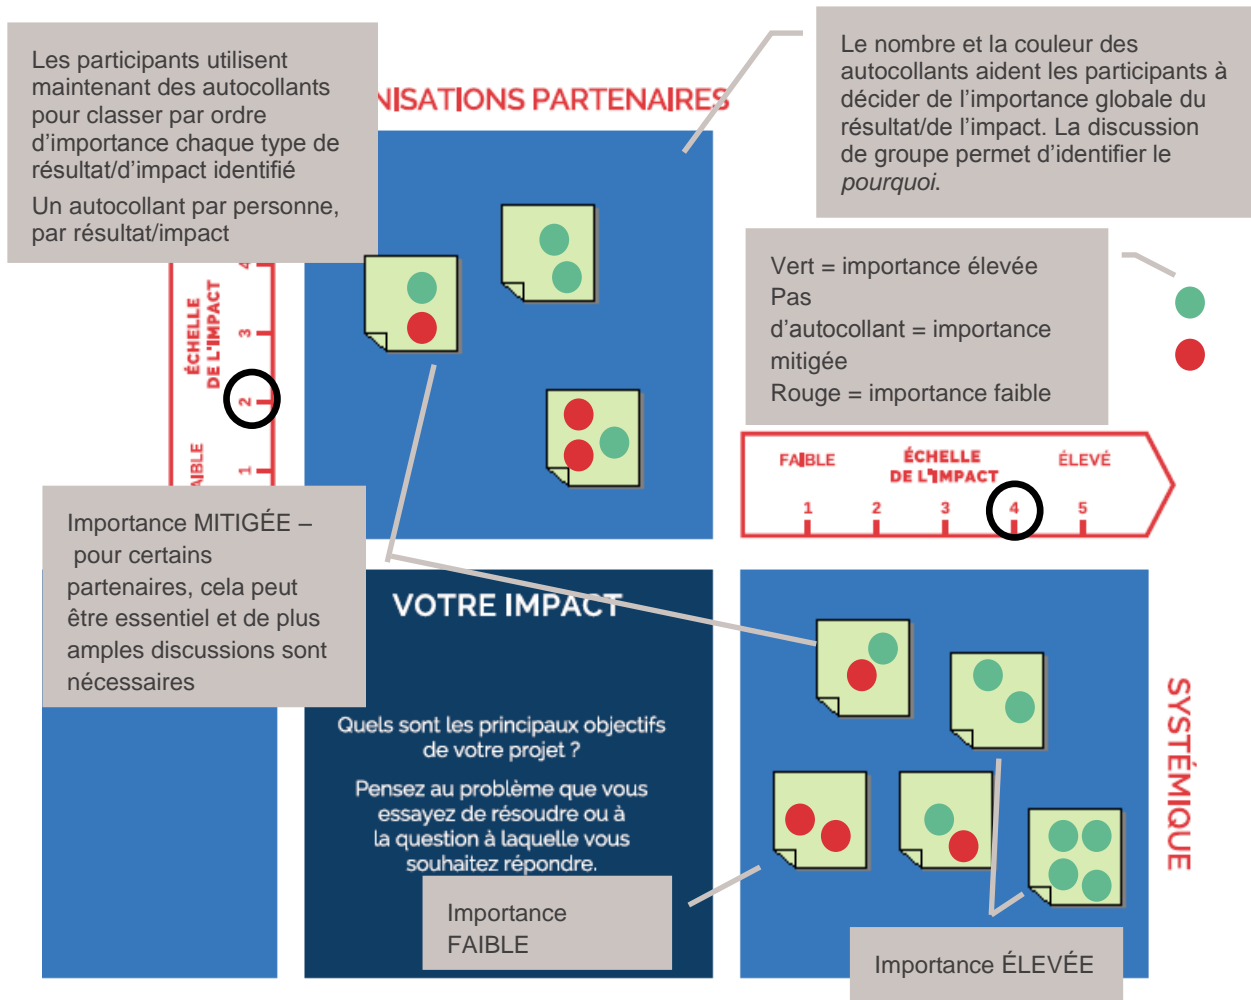 Les participants utilisent
maintenant des autocollants
pour classer par ordre
d’importance chaque type de
résultat/d’impact identifié
Un autocollant par personne,
par résultat/impact
NISATIONS PARTENAIRES
Le nombre et la couleur des
autocollants aident les participants à
décider de l’importance globale du
résultat/de l’impact. La discussion
de groupe permet d’identifier le
pourquoi.
Vert = importance élevée
Pas
d’autocollant = importance
mitigée
Rouge = importance faible
ÉCHELLE
DE L'IMPACT
4
3
2
1
AIBLE
FAIBLE
ÉCHELLE
DE L'IMPACT
ÉLEVÉ
1 2 3 4 5
Importance MITIGÉE –
pour certains
partenaires, cela peut
être essentiel et de plus
amples discussions sont
nécessaires
VOTRE IMPACT
Quels sont les principaux objectifs
de votre projet ?
Pensez au problème que vous
essayez de résoudre ou à
la question à laquelle vous
souhaitez répondre.
SYSTÉMIQUE
Importance
FAIBLE
Importance ÉLEVÉE